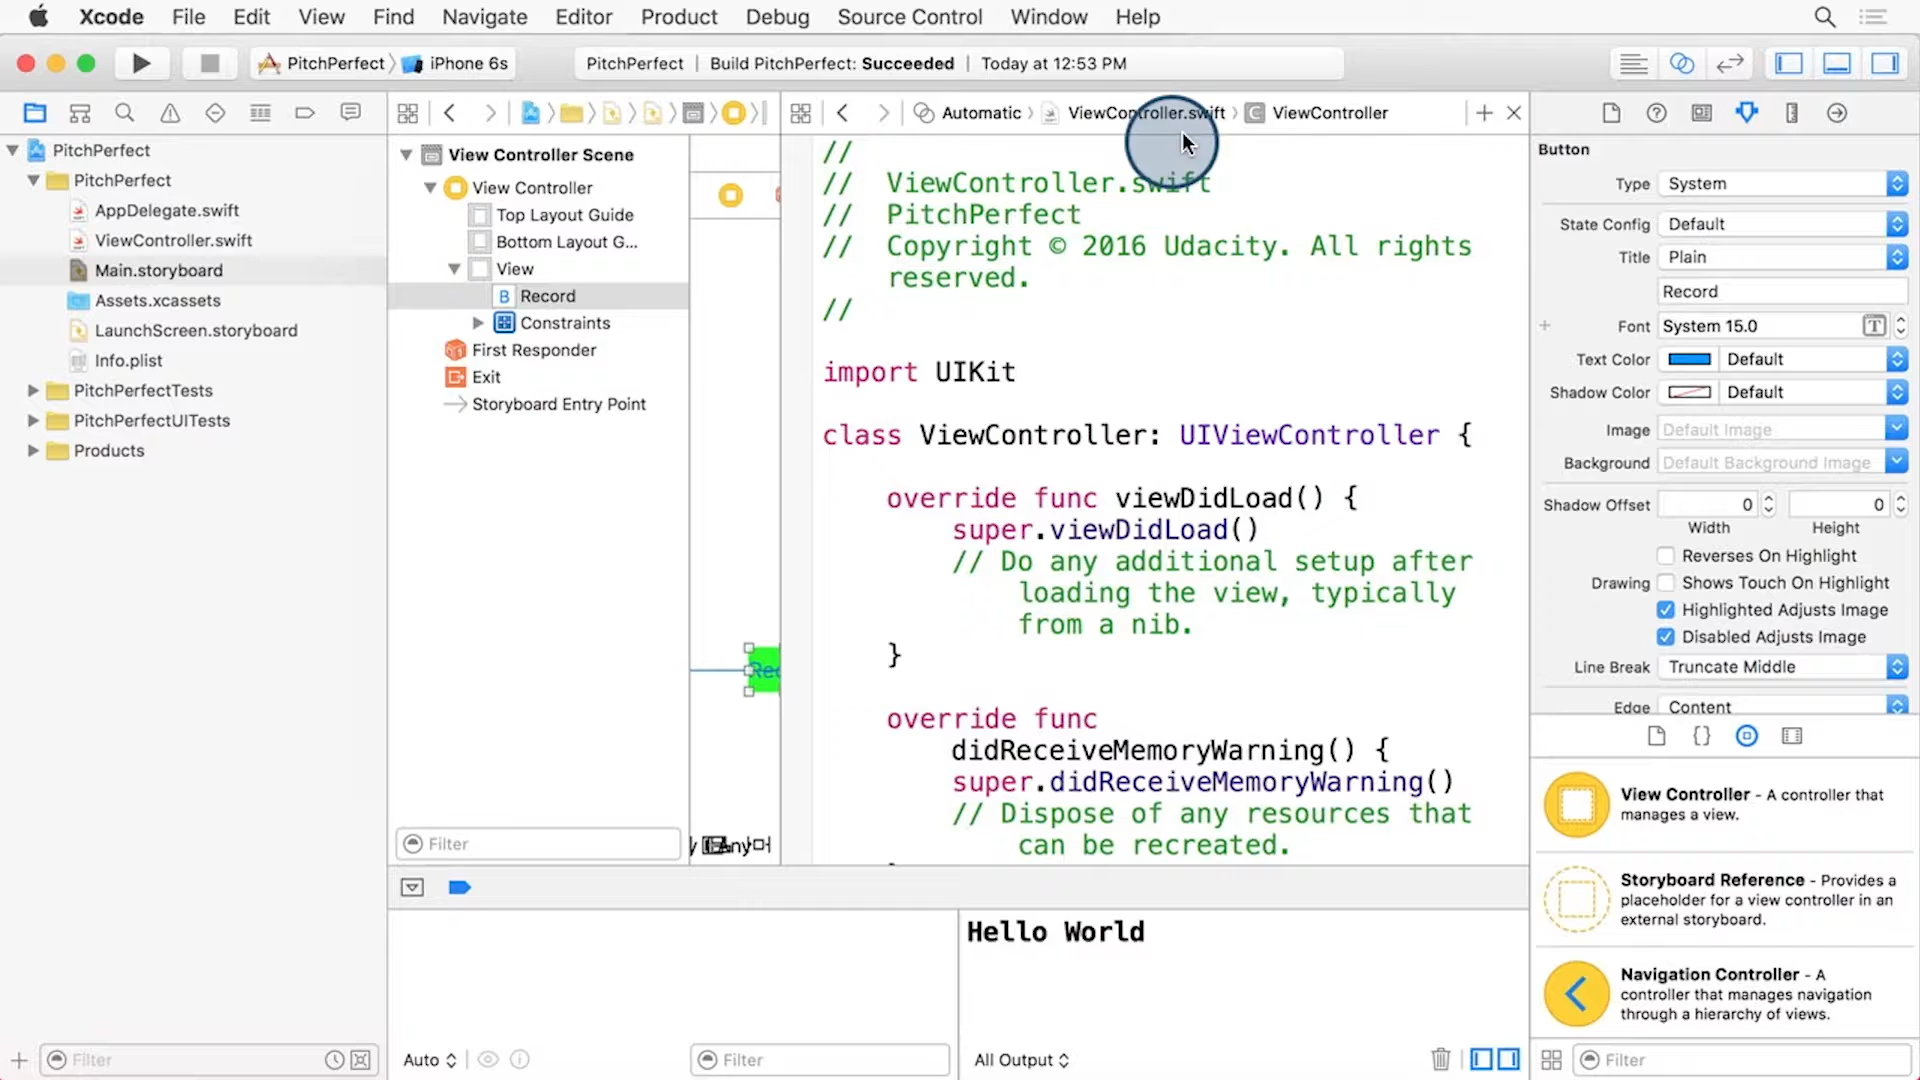 Xcode File Edit View Find Navigate Editor Product Debug Source Control Window Help
PitchPerfect iPhone 6s PitchPerfect | Build PitchPerfect: Succeeded | Today at 12:53 PM
Automatic ViewController.swift ViewController
PitchPerfect
PitchPerfect
AppDelegate.swift
ViewController.swift
Main.storyboard
Assets.xcassets
LaunchScreen.storyboard
Info.plist
PitchPerfectTests
PitchPerfectUITests
Products
Filter
View Controller Scene
View Controller
Top Layout Guide
Bottom Layout G...
View
B Record
Constraints
First Responder
Exit
Storyboard Entry Point
Filter
Rec
y Any
//
// ViewController.swift
// PitchPerfect
// Copyright © 2016 Udacity. All rights
reserved.
//
import UIKit
class ViewController: UIViewController {
override func viewDidLoad() {
super.viewDidLoad()
// Do any additional setup after
loading the view, typically
from a nib.
}
override func
didReceiveMemoryWarning() {
super.didReceiveMemoryWarning()
// Dispose of any resources that
can be recreated.
Hello World
Auto
Filter
All Output
Button
Type System
State Config Default
Title Plain
Record
Font System 15.0 T
Text Color Default
Shadow Color Default
Image Default Image
Background Default Background Image
Shadow Offset 0 0
Width Height
Reverses On Highlight
Drawing Shows Touch On Highlight
Highlighted Adjusts Image
Disabled Adjusts Image
Line Break Truncate Middle
Edge Content
{}
View Controller - A controller that
manages a view.
Storyboard Reference - Provides a
placeholder for a view controller in an
external storyboard.
Navigation Controller - A
controller that manages navigation
through a hierarchy of views.
Filter